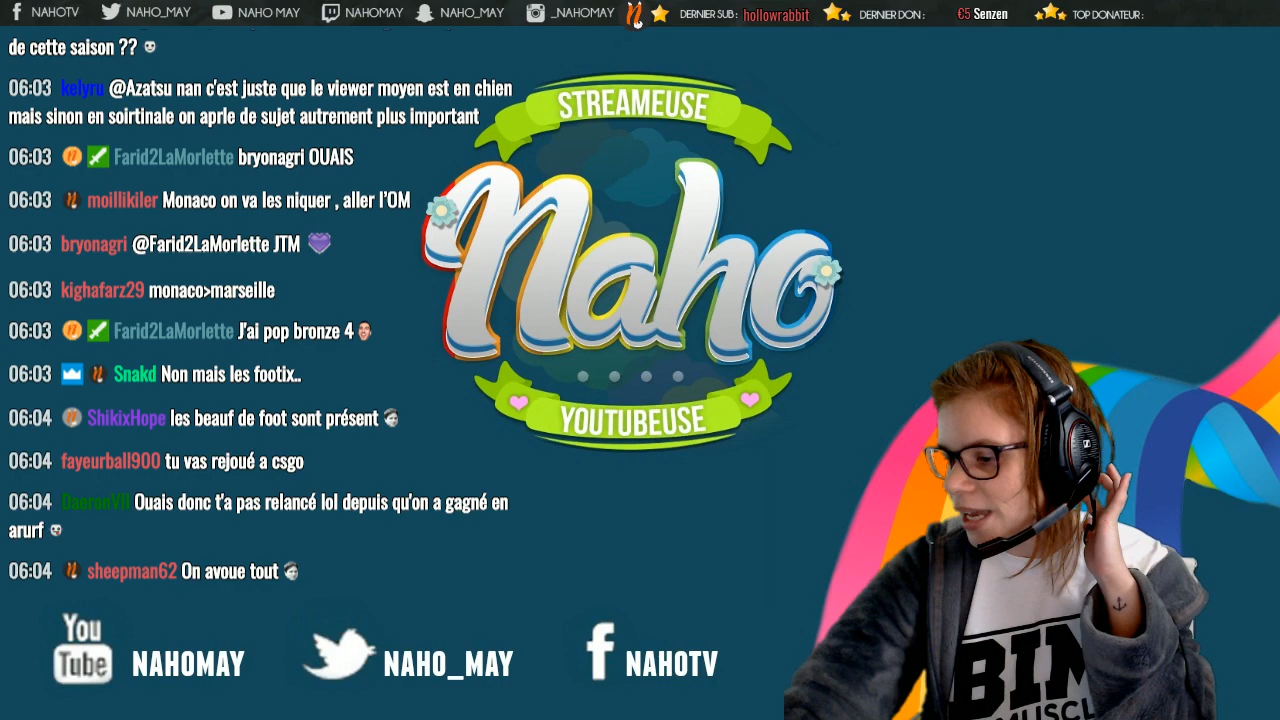 NAHOTV NAHO_MAY NAHO MAY NAHOMAY NAHO_MAY _NAHOMAY DERNIER SUB : hollowrabbit DERNIER DON : €5 Senzen TOP DONATEUR :
de cette saison ??
06:03 kelyru @Azatsu nan c'est juste que le viewer moyen est en chien
mais sinon en soirtinale on aprle de sujet autrement plus important
06:03 Farid2LaMorlette bryonagri OUAIS
06:03 moillikiler Monaco on va les niquer , aller l'OM
06:03 bryonagri @Farid2LaMorlette JTM
06:03 kighafarz29 monaco>marseille
06:03 Farid2LaMorlette J'ai pop bronze 4
06:03 Snakd Non mais les footix..
06:04 ShikixHope les beauf de foot sont présent
06:04 fayeurball900 tu vas rejoué a csgo
06:04 DaeronVII Ouais donc t'a pas relancé lol depuis qu'on a gagné en
arurf
06:04 sheepman62 On avoue tout
STREAMEUSE
Naho
YOUTUBEUSE
You
Tube
NAHOMAY
NAHO_MAY
NAHOTV
BIM
MUSCL